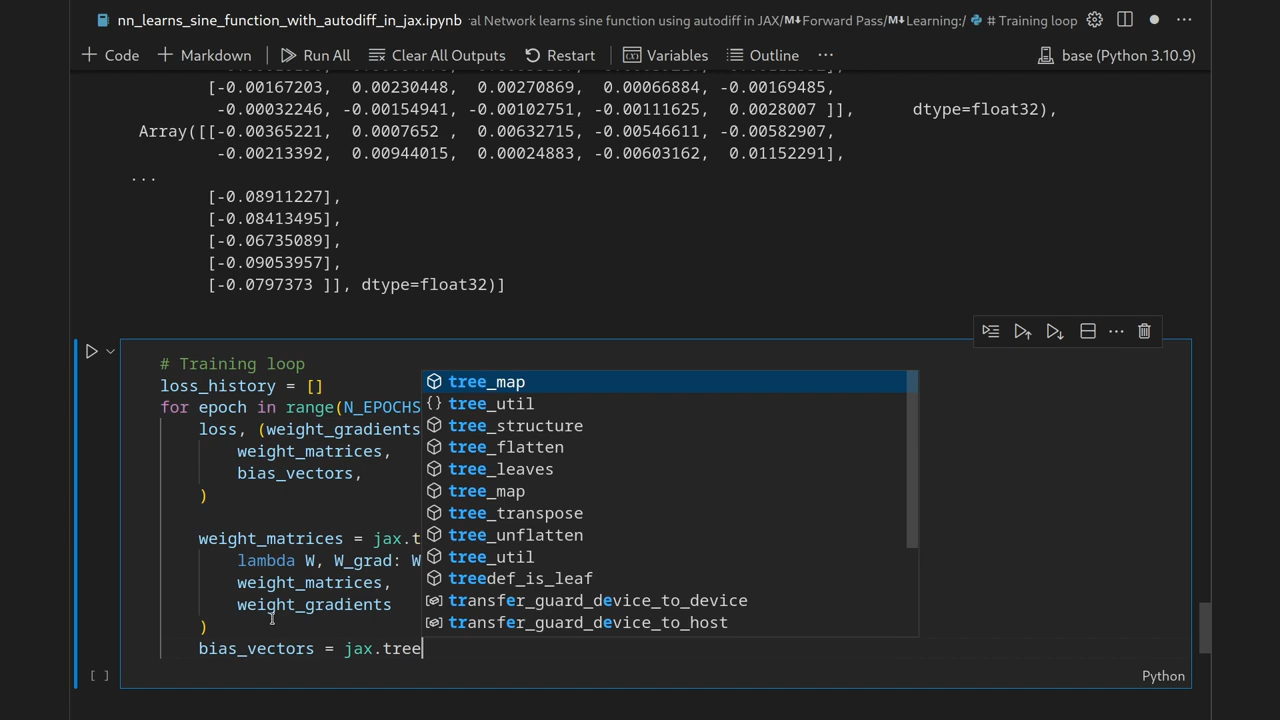 nn_learns_sine_function_with_autodiff_in_jax.ipynb al Network learns sine function using autodiff in JAX/M↓Forward Pass/M↓Learning:/ # Training loop
Code Markdown Run All Clear All Outputs Restart Variables Outline ··· base (Python 3.10.9)
[-0.00167203, 0.00230448, 0.00270869, 0.00066884, -0.00169485,
-0.00032246, -0.00154941, -0.00102751, -0.00111625, 0.0028007 ]], dtype=float32),
Array([[-0.00365221, 0.0007652 , 0.00632715, -0.00546611, -0.00582907,
-0.00213392, 0.00944015, 0.00024883, -0.00603162, 0.01152291],
...
[-0.08911227],
[-0.08413495],
[-0.06735089],
[-0.09053957],
[-0.0797373 ]], dtype=float32)]
# Training loop
loss_history = []
for epoch in range(N_EPOCHS
loss, (weight_gradients
weight_matrices,
bias_vectors,
)
weight_matrices = jax.t
lambda W, W_grad: W
weight_matrices,
weight_gradients
)
bias_vectors = jax.tree
tree_map
tree_util
tree_structure
tree_flatten
tree_leaves
tree_map
tree_transpose
tree_unflatten
tree_util
treedef_is_leaf
transfer_guard_device_to_device
transfer_guard_device_to_host
[ ] Python